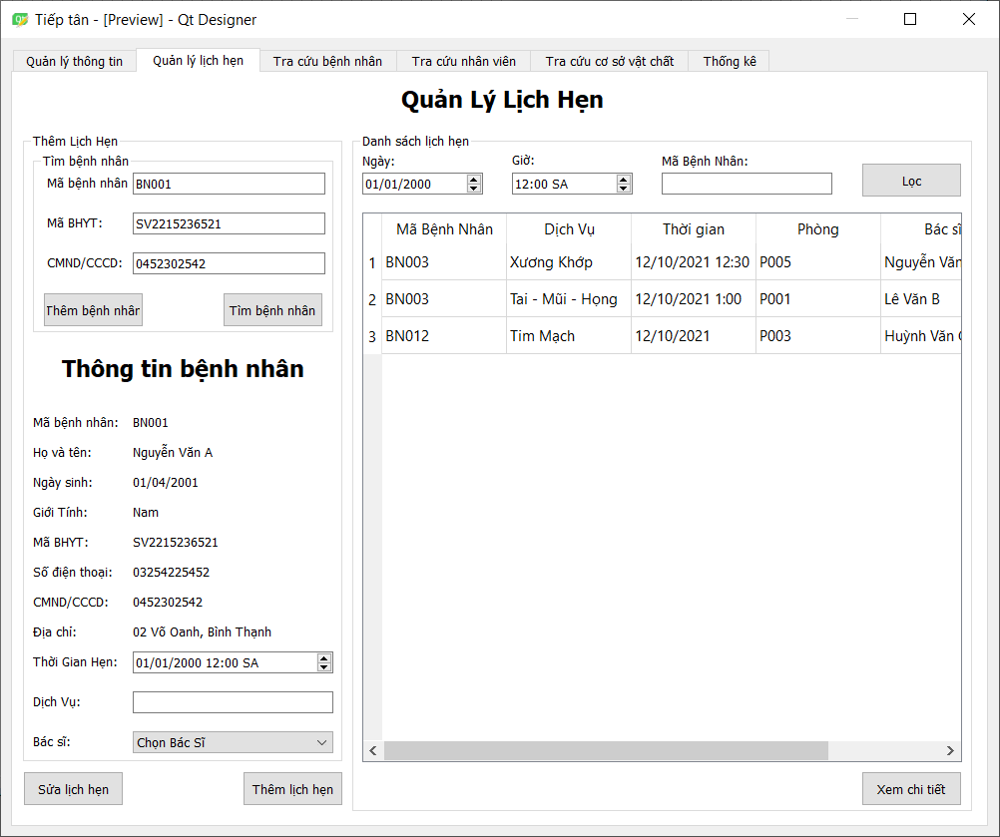 Tiếp tân - [Preview] - Qt Designer
Quản lý thông tin
Quản lý lịch hẹn
Tra cứu bệnh nhân
Tra cứu nhân viên
Tra cứu cơ sở vật chất
Thống kê
Quản Lý Lịch Hẹn
Thêm Lịch Hẹn
Tìm bệnh nhân
Mã bệnh nhân BN001
Mã BHYT: SV2215236521
CMND/CCCD: 0452302542
Thêm bệnh nhân Tìm bệnh nhân
Thông tin bệnh nhân
Mã bệnh nhân: BN001
Họ và tên: Nguyễn Văn A
Ngày sinh: 01/04/2001
Giới Tính: Nam
Mã BHYT: SV2215236521
Số điện thoại: 03254225452
CMND/CCCD: 0452302542
Địa chỉ: 02 Võ Oanh, Bình Thạnh
Thời Gian Hẹn: 01/01/2000 12:00 SA
Dịch Vụ:
Bác sĩ: Chọn Bác Sĩ
Sửa lịch hẹn Thêm lịch hẹn
Danh sách lịch hẹn
Ngày: Giờ: Mã Bệnh Nhân:
01/01/2000 12:00 SA Lọc
Mã Bệnh Nhân Dịch Vụ Thời gian Phòng Bác sĩ
1 BN003 Xương Khớp 12/10/2021 12:30 P005 Nguyễn Văn
2 BN003 Tai - Mũi - Họng 12/10/2021 1:00 P001 Lê Văn B
3 BN012 Tim Mạch 12/10/2021 P003 Huỳnh Văn
Xem chi tiết